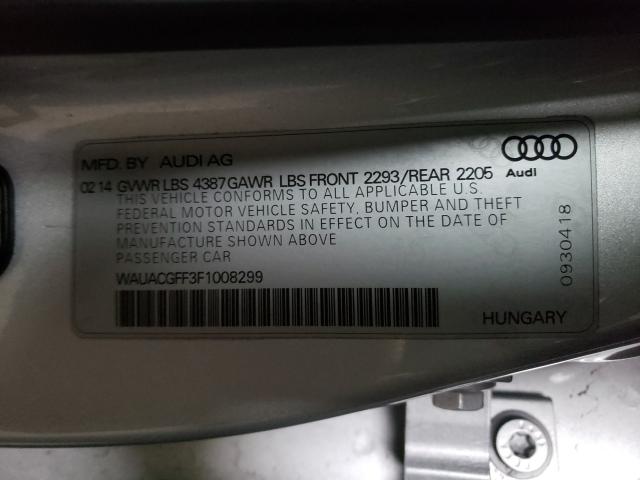 MFD. BY AUDI AG
02 14 GVWR LBS 4387 GAWR LBS FRONT 2293/REAR 2205
Audi
THIS VEHICLE CONFORMS TO ALL APPLICABLE U.S.
FEDERAL MOTOR VEHICLE SAFETY, BUMPER AND THEFT
PREVENTION STANDARDS IN EFFECT ON THE DATE OF
MANUFACTURE SHOWN ABOVE
PASSENGER CAR
WAUACGFF3F1008299
HUNGARY
0930418